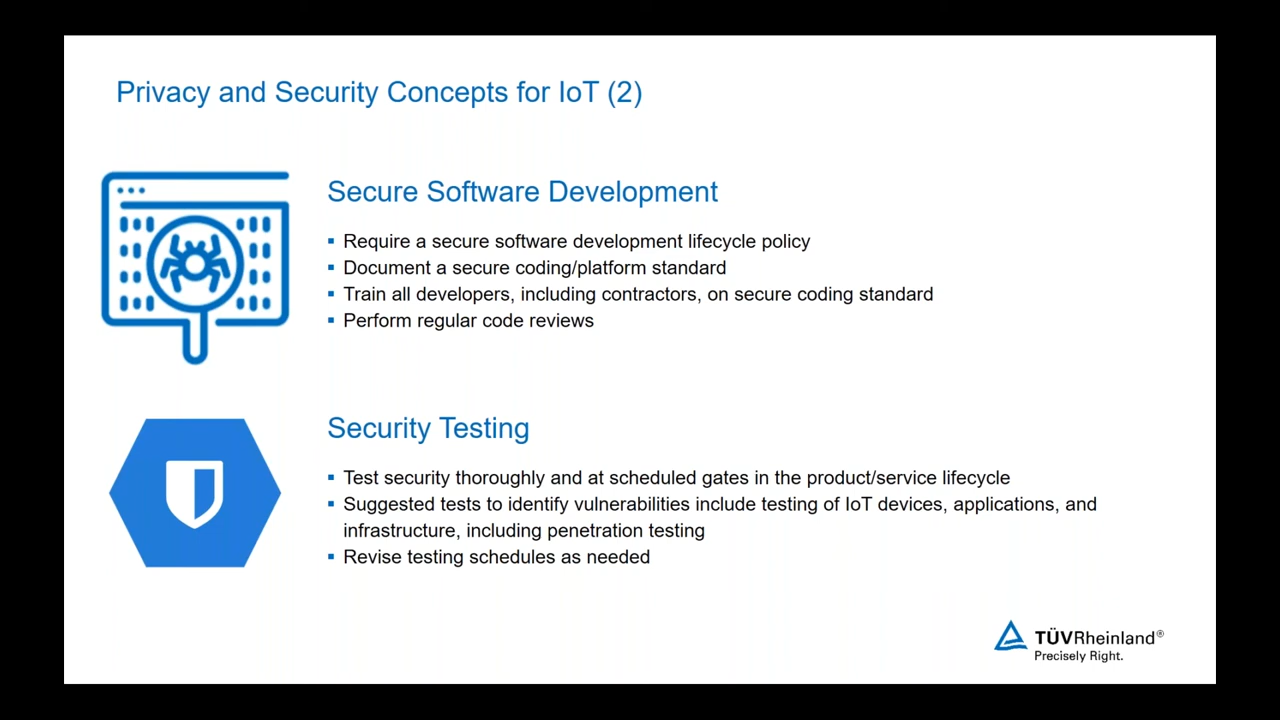 Privacy and Security Concepts for IoT (2)
Secure Software Development
▪ Require a secure software development lifecycle policy
▪ Document a secure coding/platform standard
▪ Train all developers, including contractors, on secure coding standard
▪ Perform regular code reviews
Security Testing
▪ Test security thoroughly and at scheduled gates in the product/service lifecycle
▪ Suggested tests to identify vulnerabilities include testing of IoT devices, applications, and
infrastructure, including penetration testing
▪ Revise testing schedules as needed
TÜVRheinland®
Precisely Right.